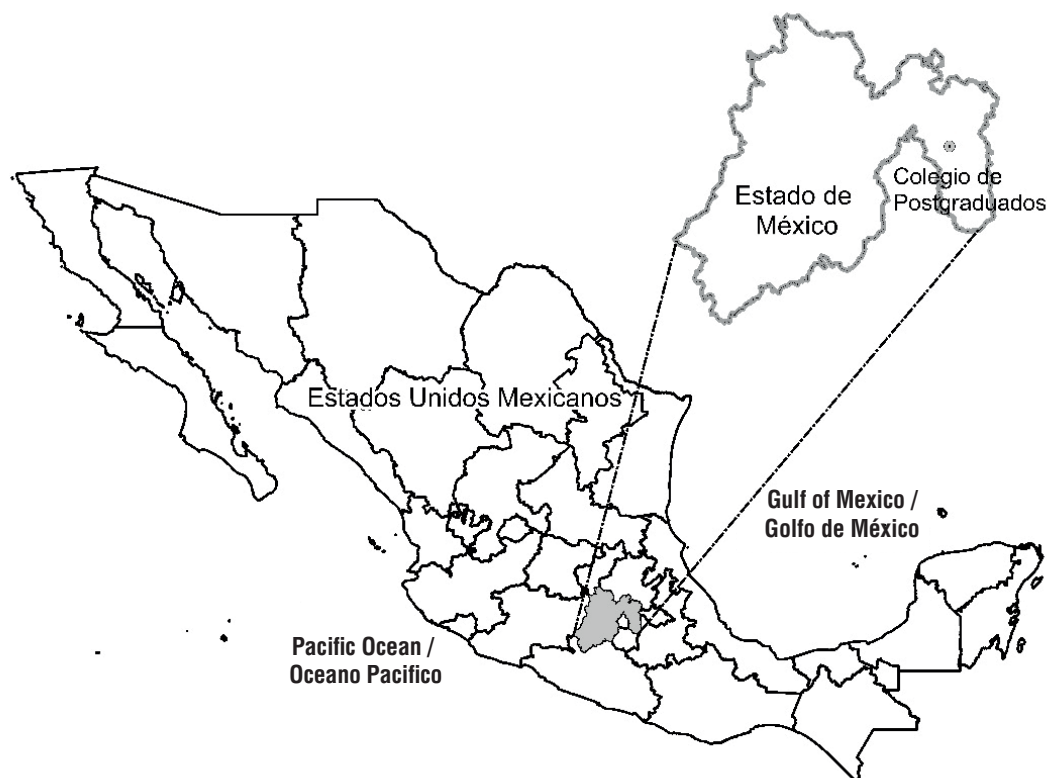 Estado de
México
Colegio de
Postgraduados
Estados Unidos Mexicanos
Gulf of Mexico /
Golfo de México
Pacific Ocean /
Oceano Pacifico